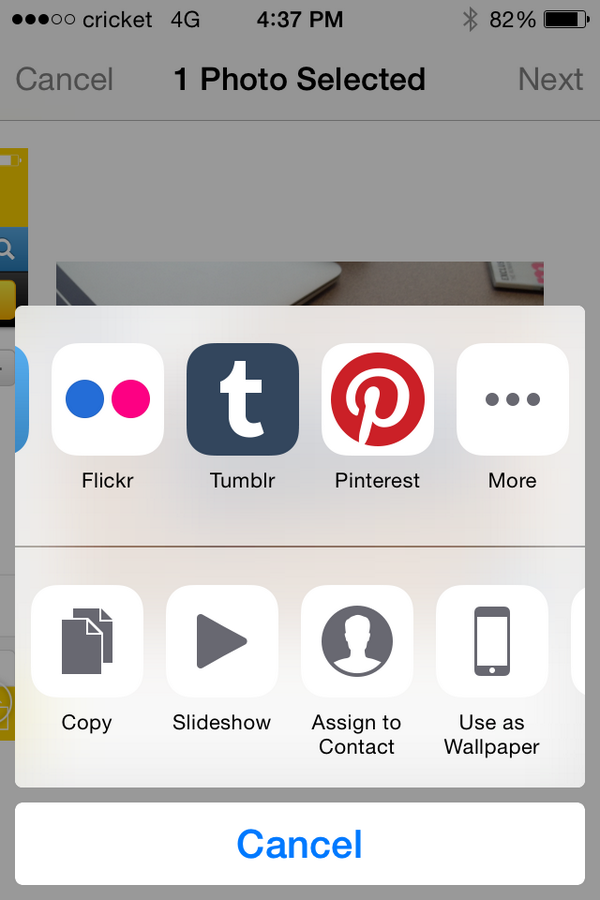 cricket 4G 4:37 PM 82%
Cancel 1 Photo Selected Next
Flickr Tumblr Pinterest More
Copy Slideshow Assign to Contact Use as Wallpaper
Cancel